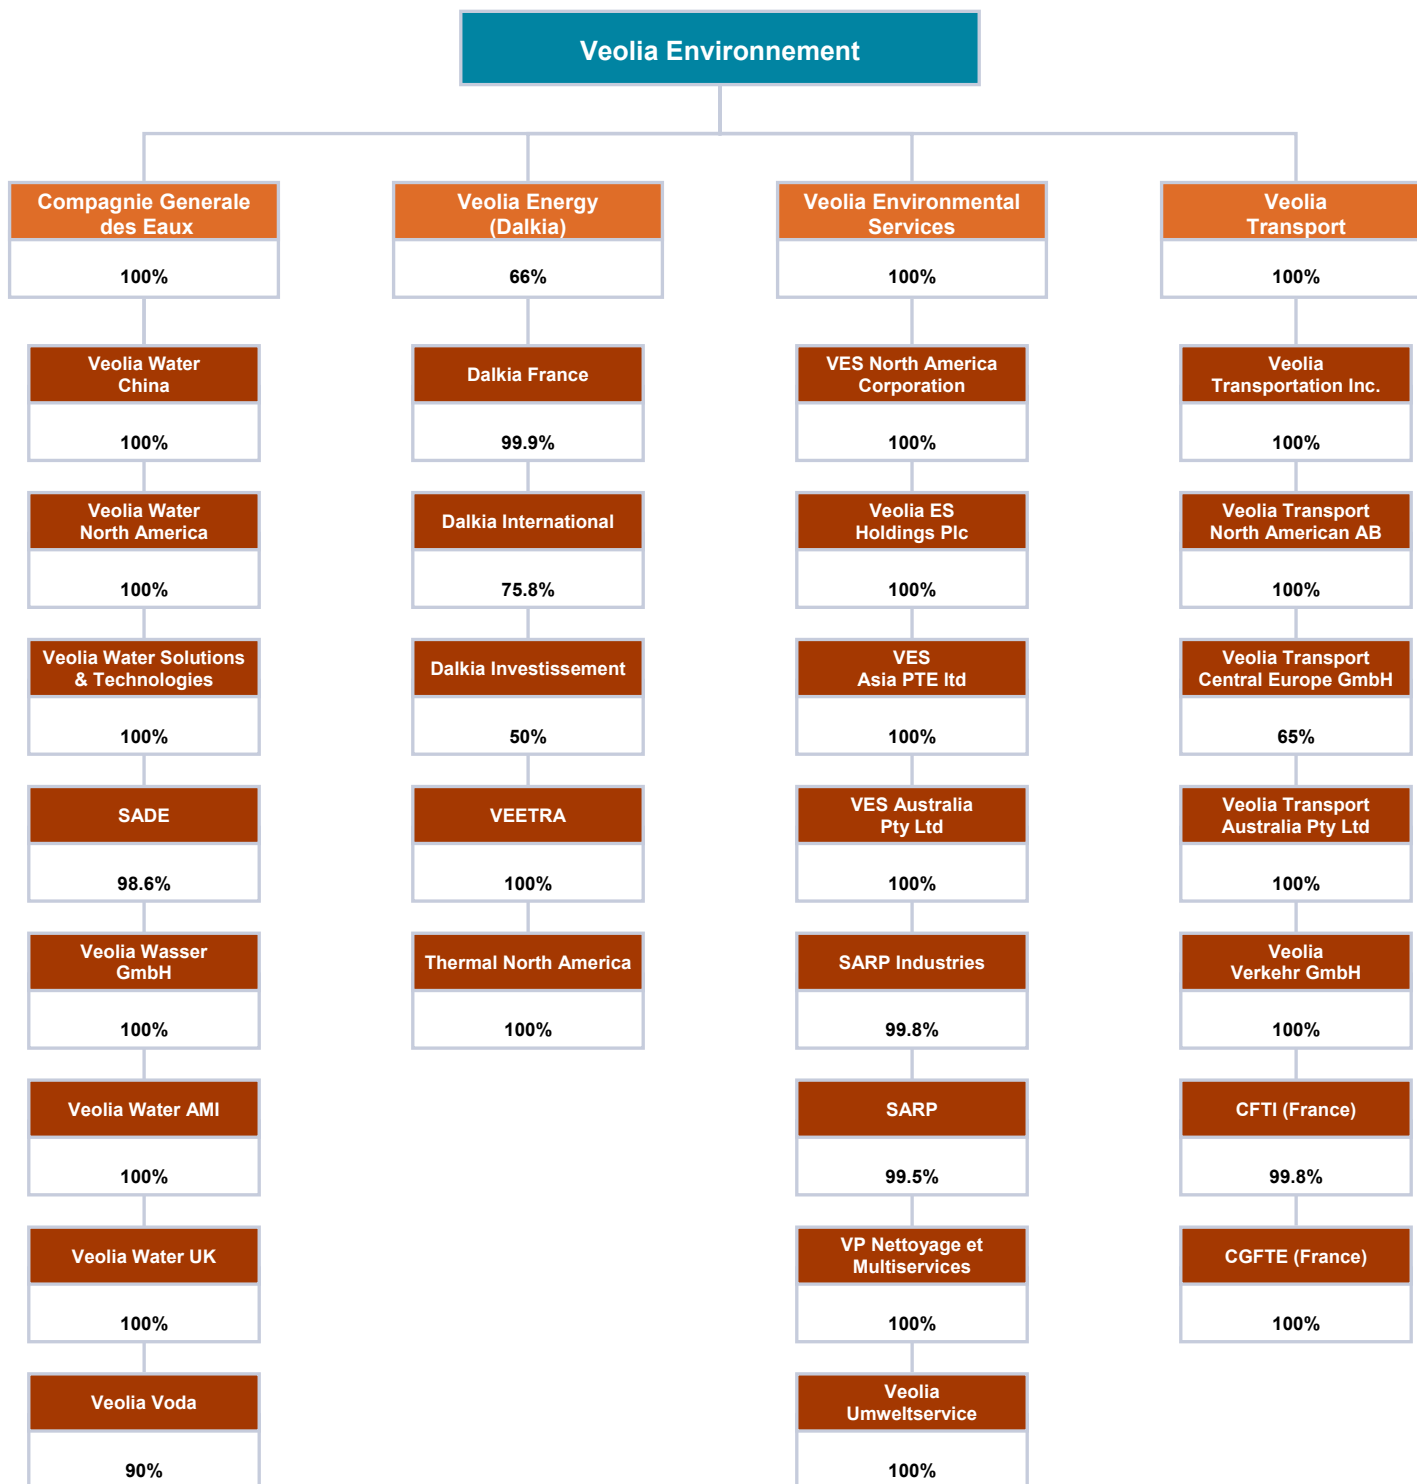 Veolia Environnement
Compagnie Generale
des Eaux
100%
Veolia Water
China
100%
Veolia Water
North America
100%
Veolia Water Solutions
& Technologies
100%
SADE
98.6%
Veolia Wasser
GmbH
100%
Veolia Water AMI
100%
Veolia Water UK
100%
Veolia Voda
90%
Veolia Energy
(Dalkia)
66%
Dalkia France
99.9%
Dalkia International
75.8%
Dalkia Investissement
50%
VEETRA
100%
Thermal North America
100%
Veolia Environmental
Services
100%
VES North America
Corporation
100%
Veolia ES
Holdings Plc
100%
VES
Asia PTE ltd
100%
VES Australia
Pty Ltd
100%
SARP Industries
99.8%
SARP
99.5%
VP Nettoyage et
Multiservices
100%
Veolia
Umweltservice
100%
Veolia
Transport
100%
Veolia
Transportation Inc.
100%
Veolia Transport
North American AB
100%
Veolia Transport
Central Europe GmbH
65%
Veolia Transport
Australia Pty Ltd
100%
Veolia
Verkehr GmbH
100%
CFTI (France)
99.8%
CGFTE (France)
100%